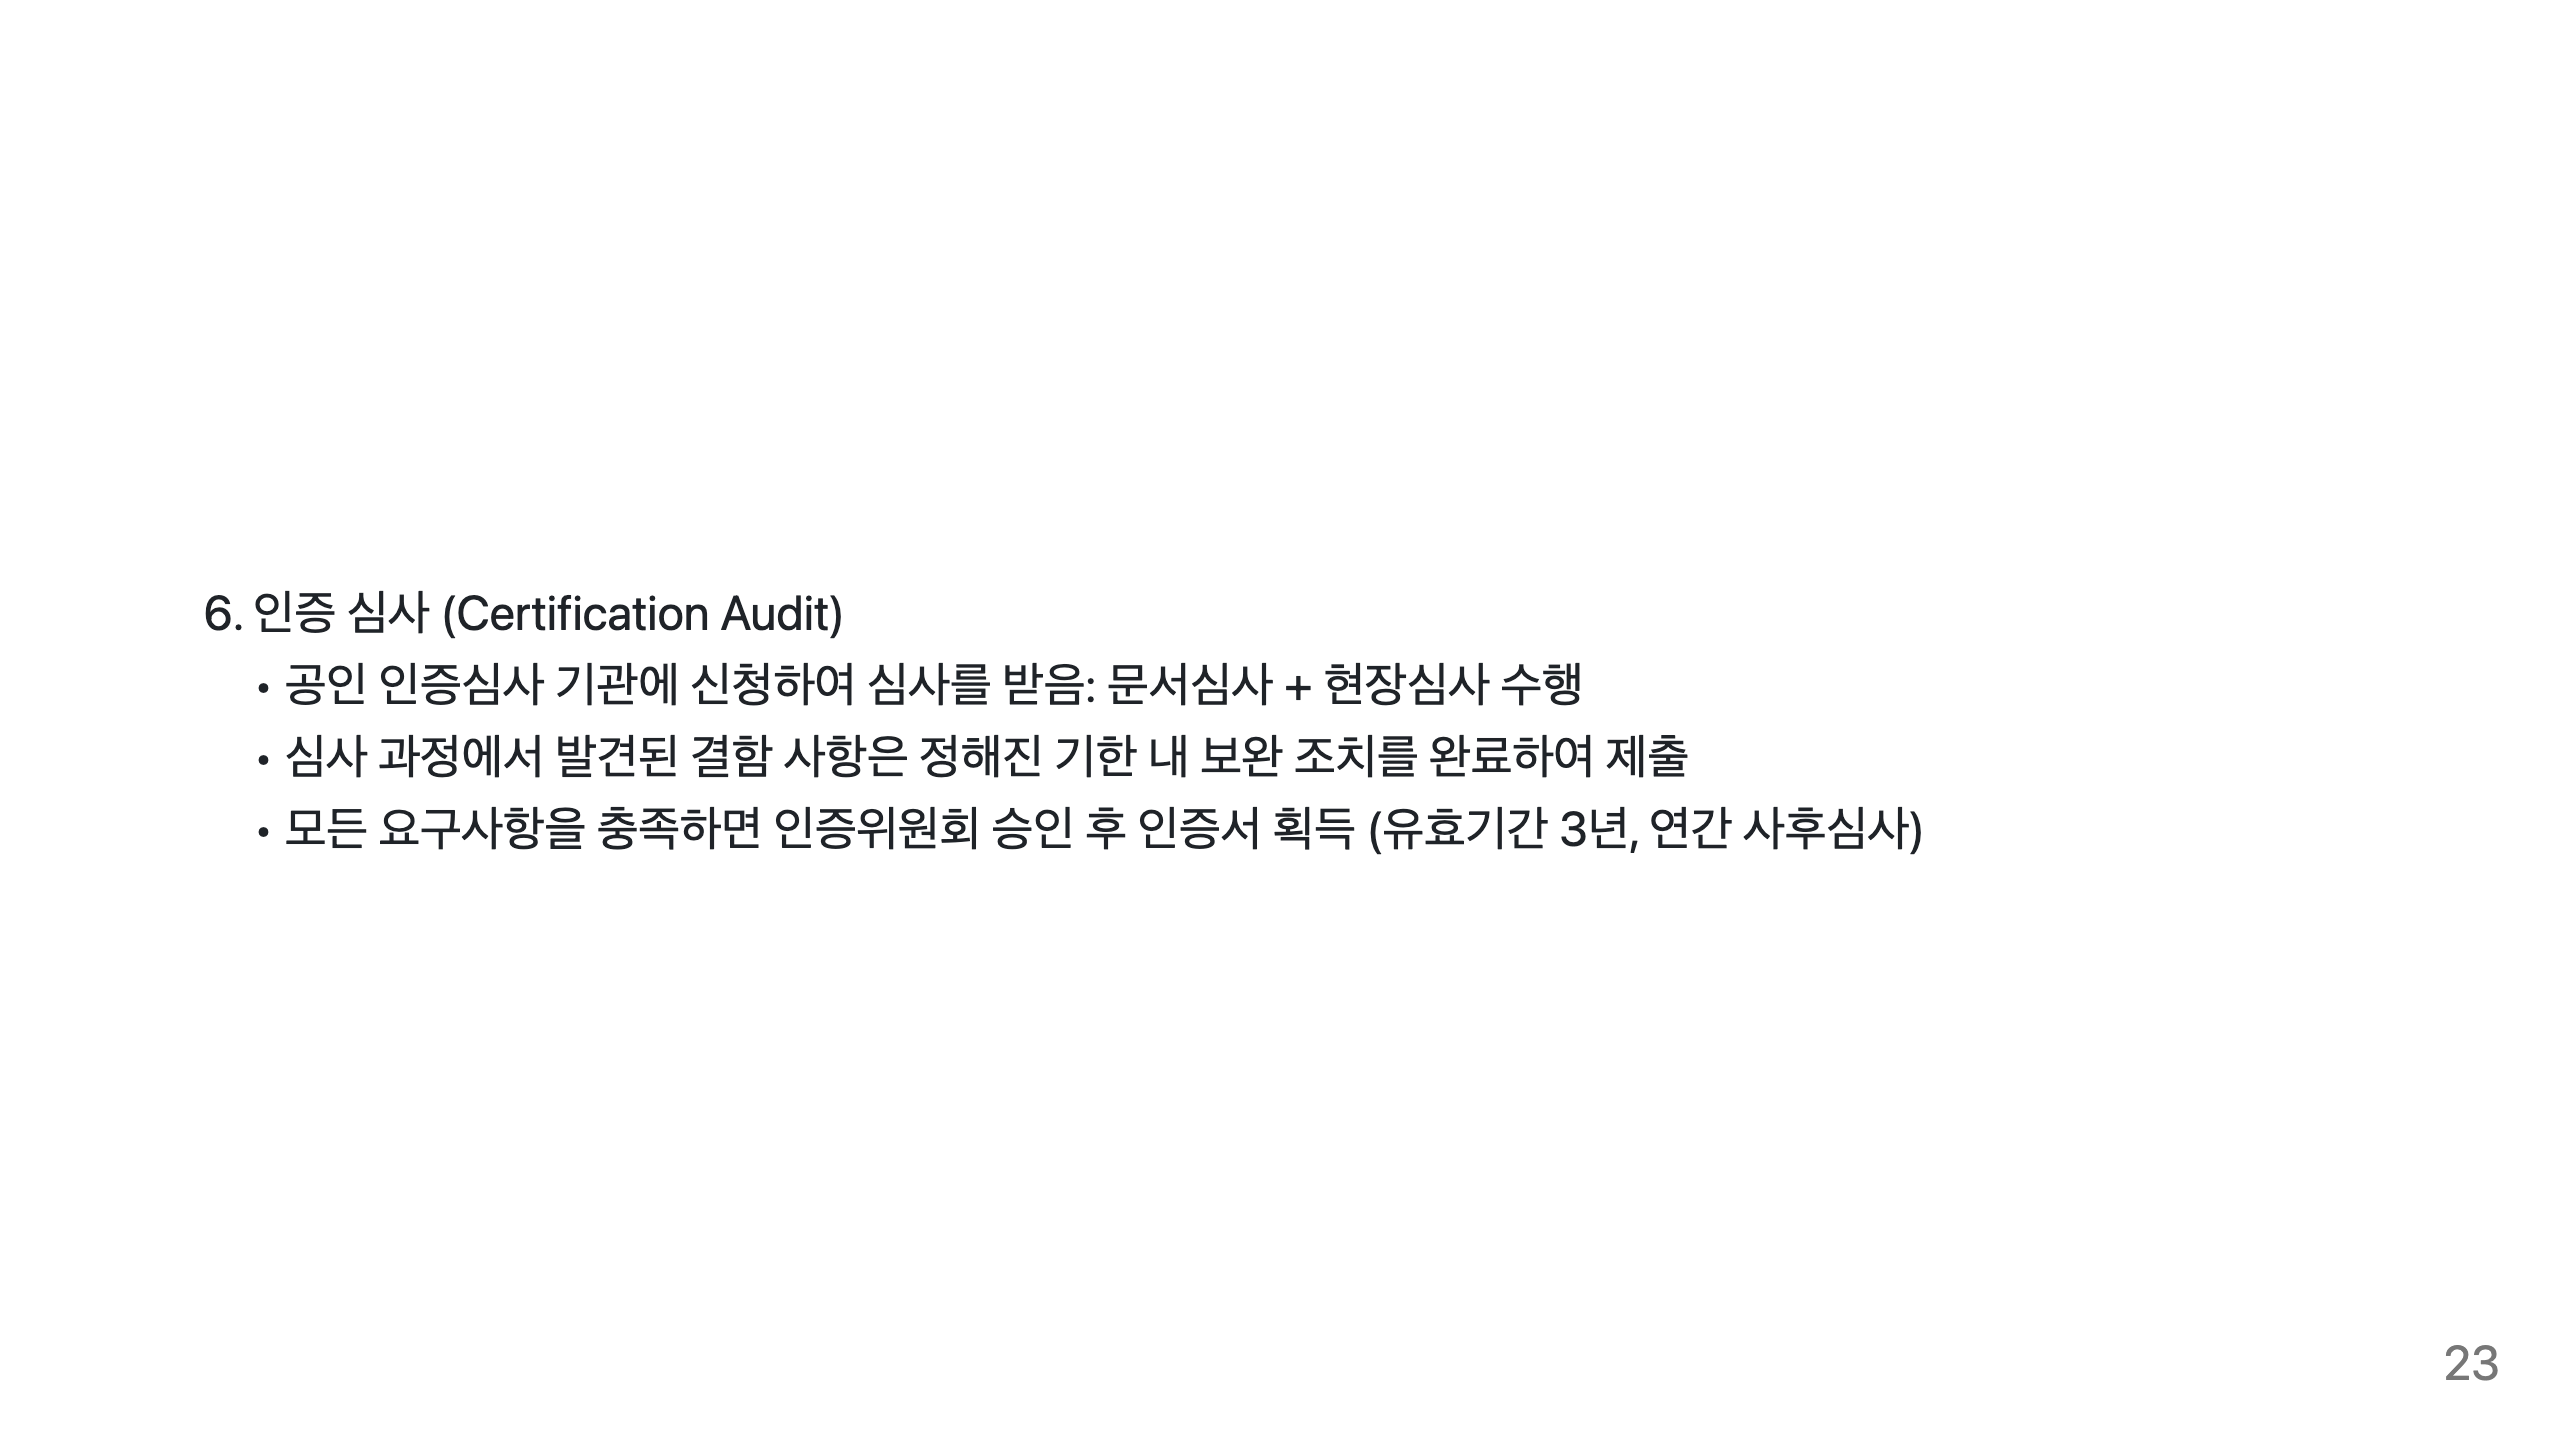 6. 인증 심사 (Certification Audit)
• 공인 인증심사 기관에 신청하여 심사를 받음: 문서심사 + 현장심사 수행
• 심사 과정에서 발견된 결함 사항은 정해진 기한 내 보완 조치를 완료하여 제출
• 모든 요구사항을 충족하면 인증위원회 승인 후 인증서 획득 (유효기간 3년, 연간 사후심사)
23